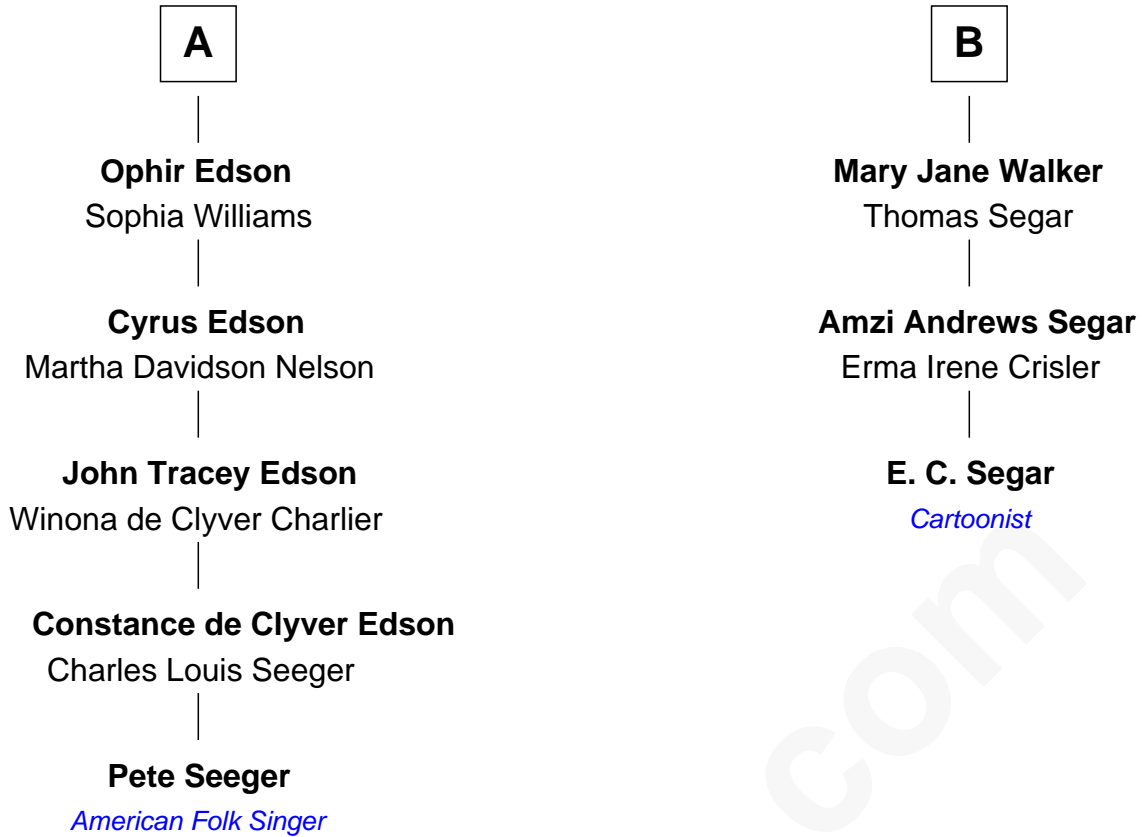 A
Ophir Edson
Sophia Williams
Cyrus Edson
Martha Davidson Nelson
John Tracey Edson
Winona de Clyver Charlier
Constance de Clyver Edson
Charles Louis Seeger
Pete Seeger
American Folk Singer
B
Mary Jane Walker
Thomas Segar
Amzi Andrews Segar
Erma Irene Crisler
E. C. Segar
Cartoonist
com